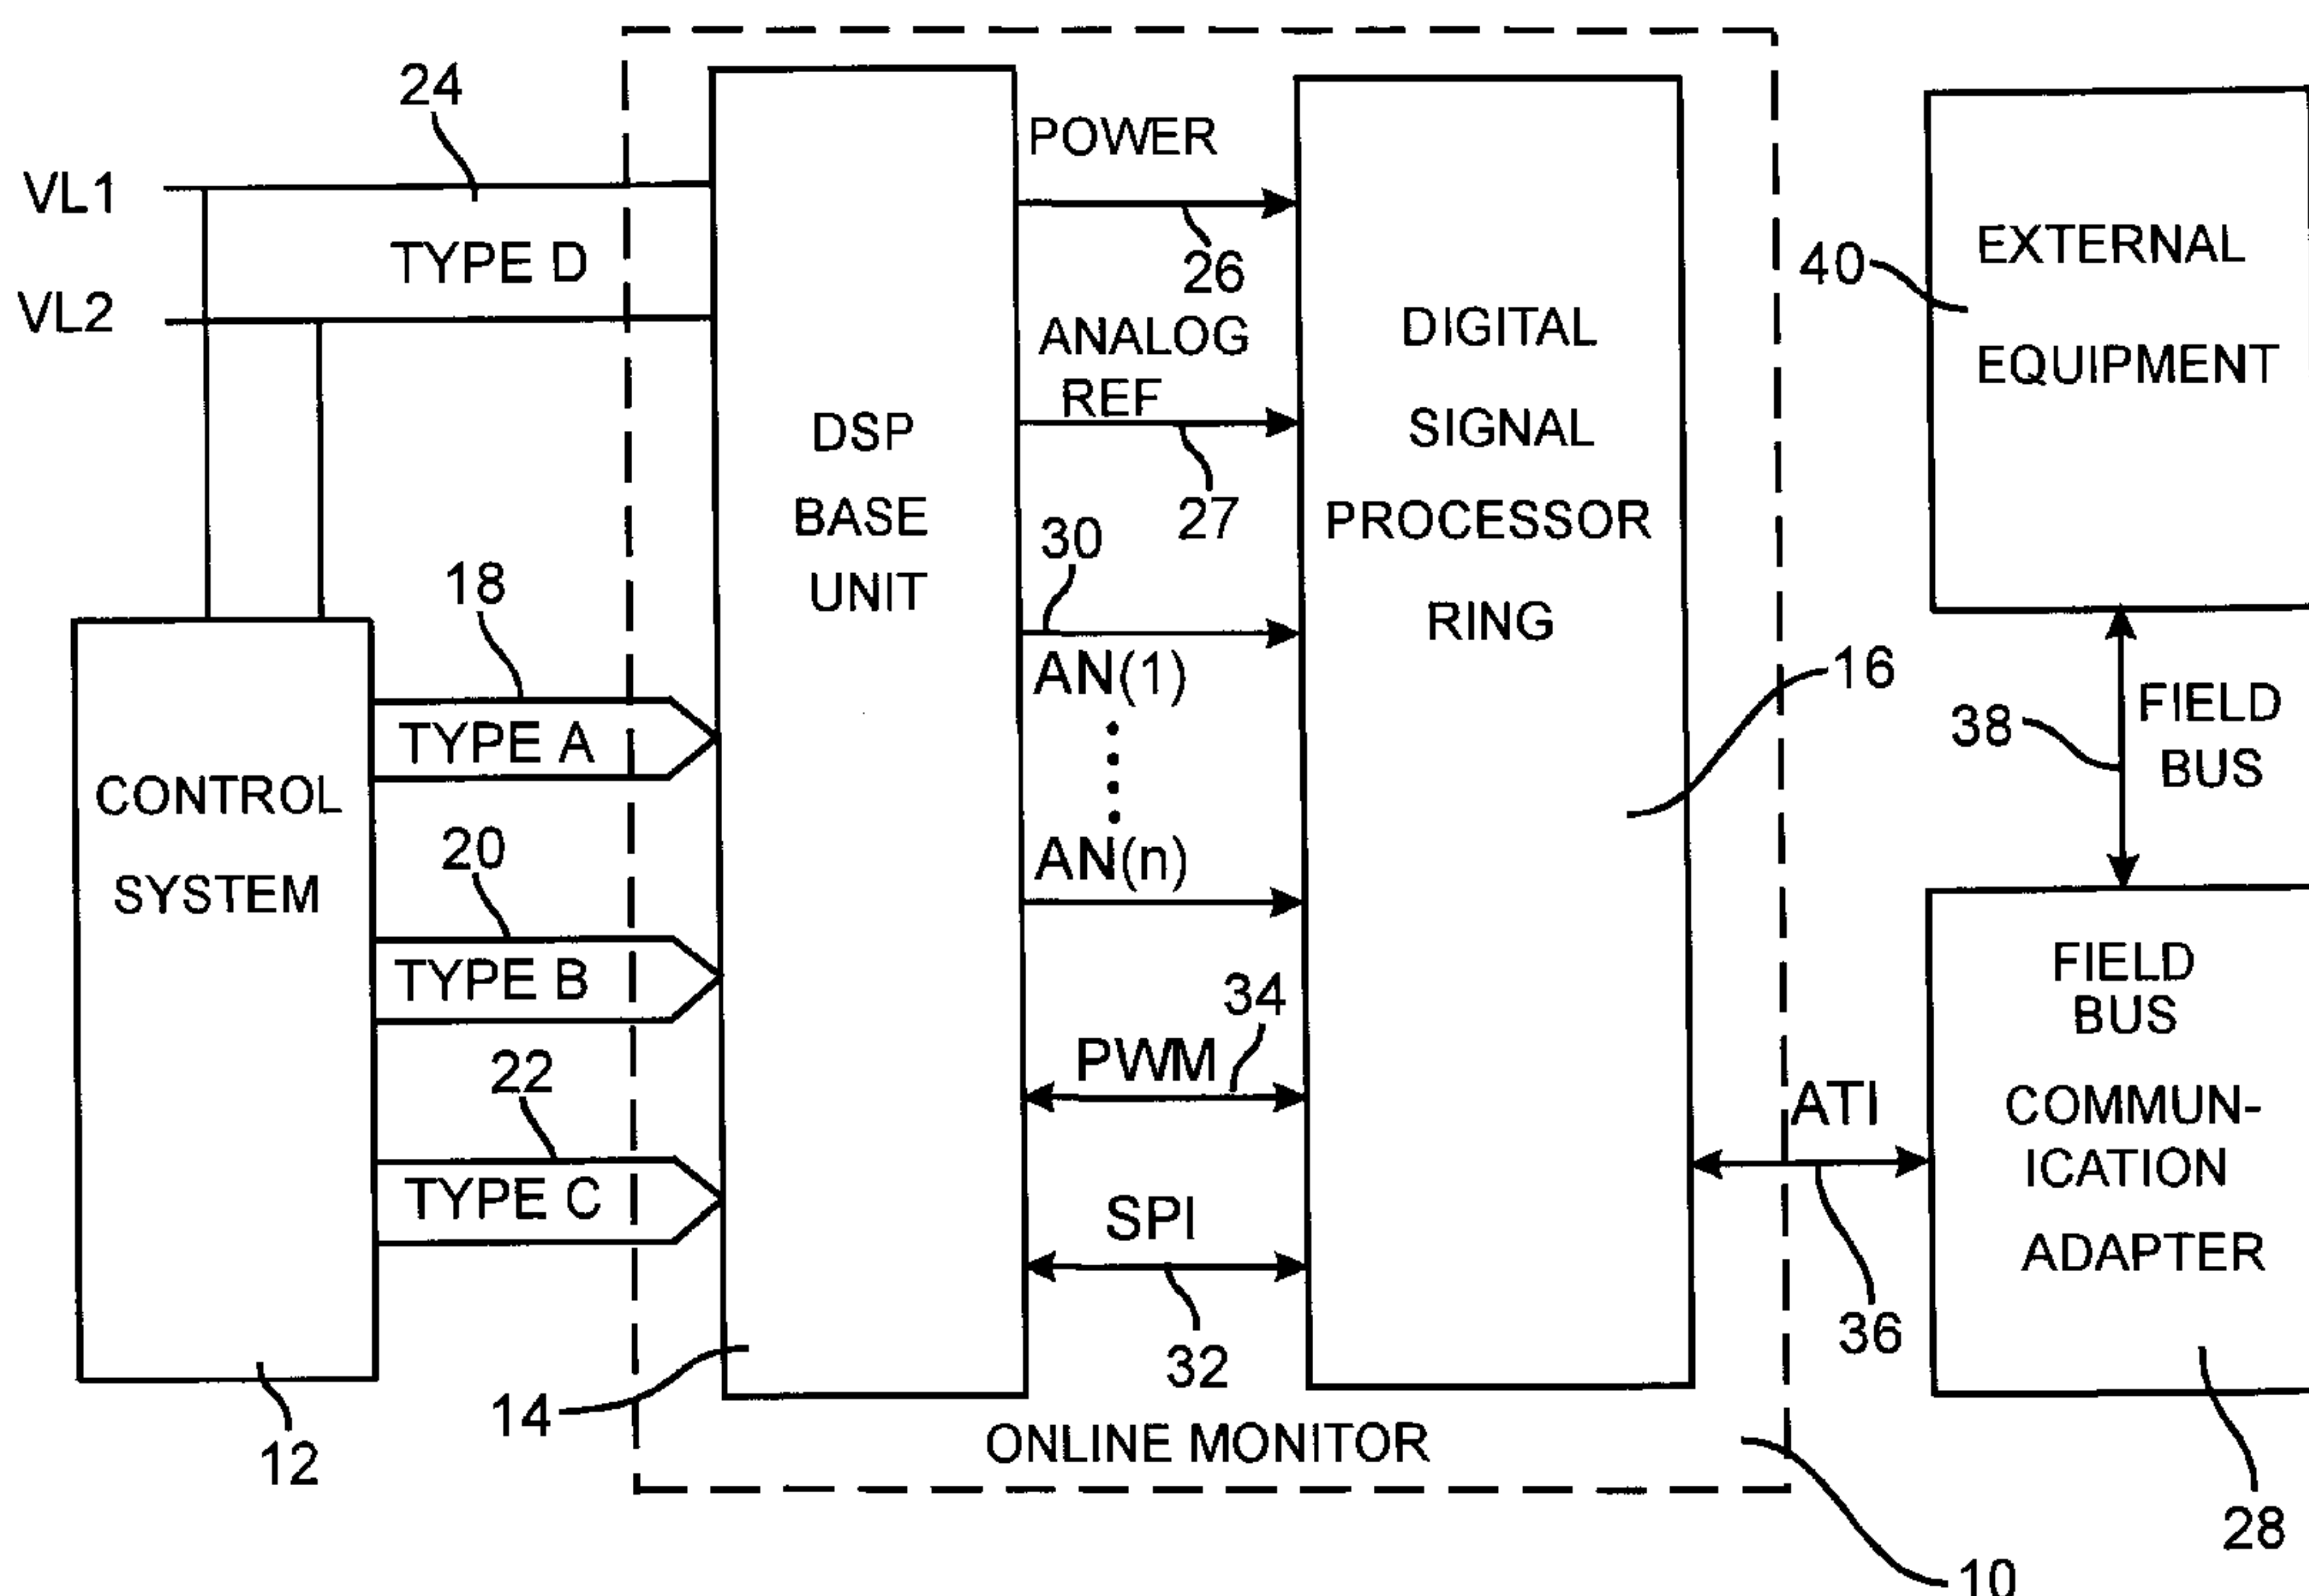 24
VL1
TYPE D
VL2
POWER
26
ANALOG
REF
27
DSP
BASE
UNIT
30
AN(1)
AN(n)
34
PWM
SPI
32
DIGITAL
SIGNAL
PROCESSOR
RING
16
18
TYPE A
20
TYPE B
22
TYPE C
CONTROL
SYSTEM
12
14
ONLINE MONITOR
10
40
EXTERNAL
EQUIPMENT
38
FIELD
BUS
ATI
36
FIELD
BUS
COMMUN-
ICATION
ADAPTER
28